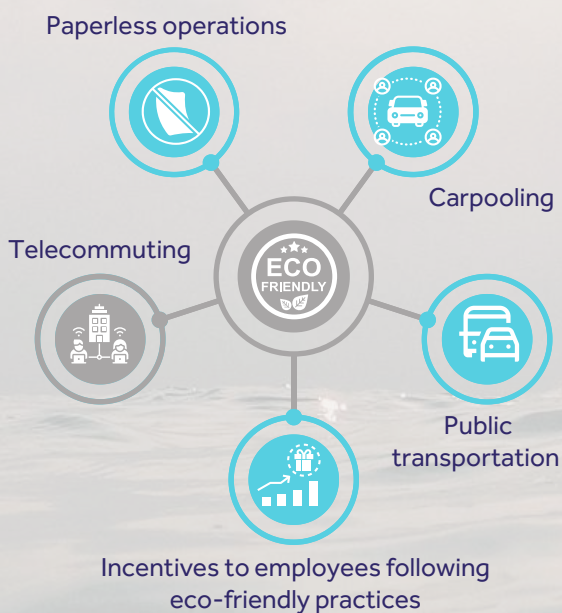 Paperless operations
Carpooling
Telecommuting
ECO
FRIENDLY
Public
transportation
Incentives to employees following
eco-friendly practices